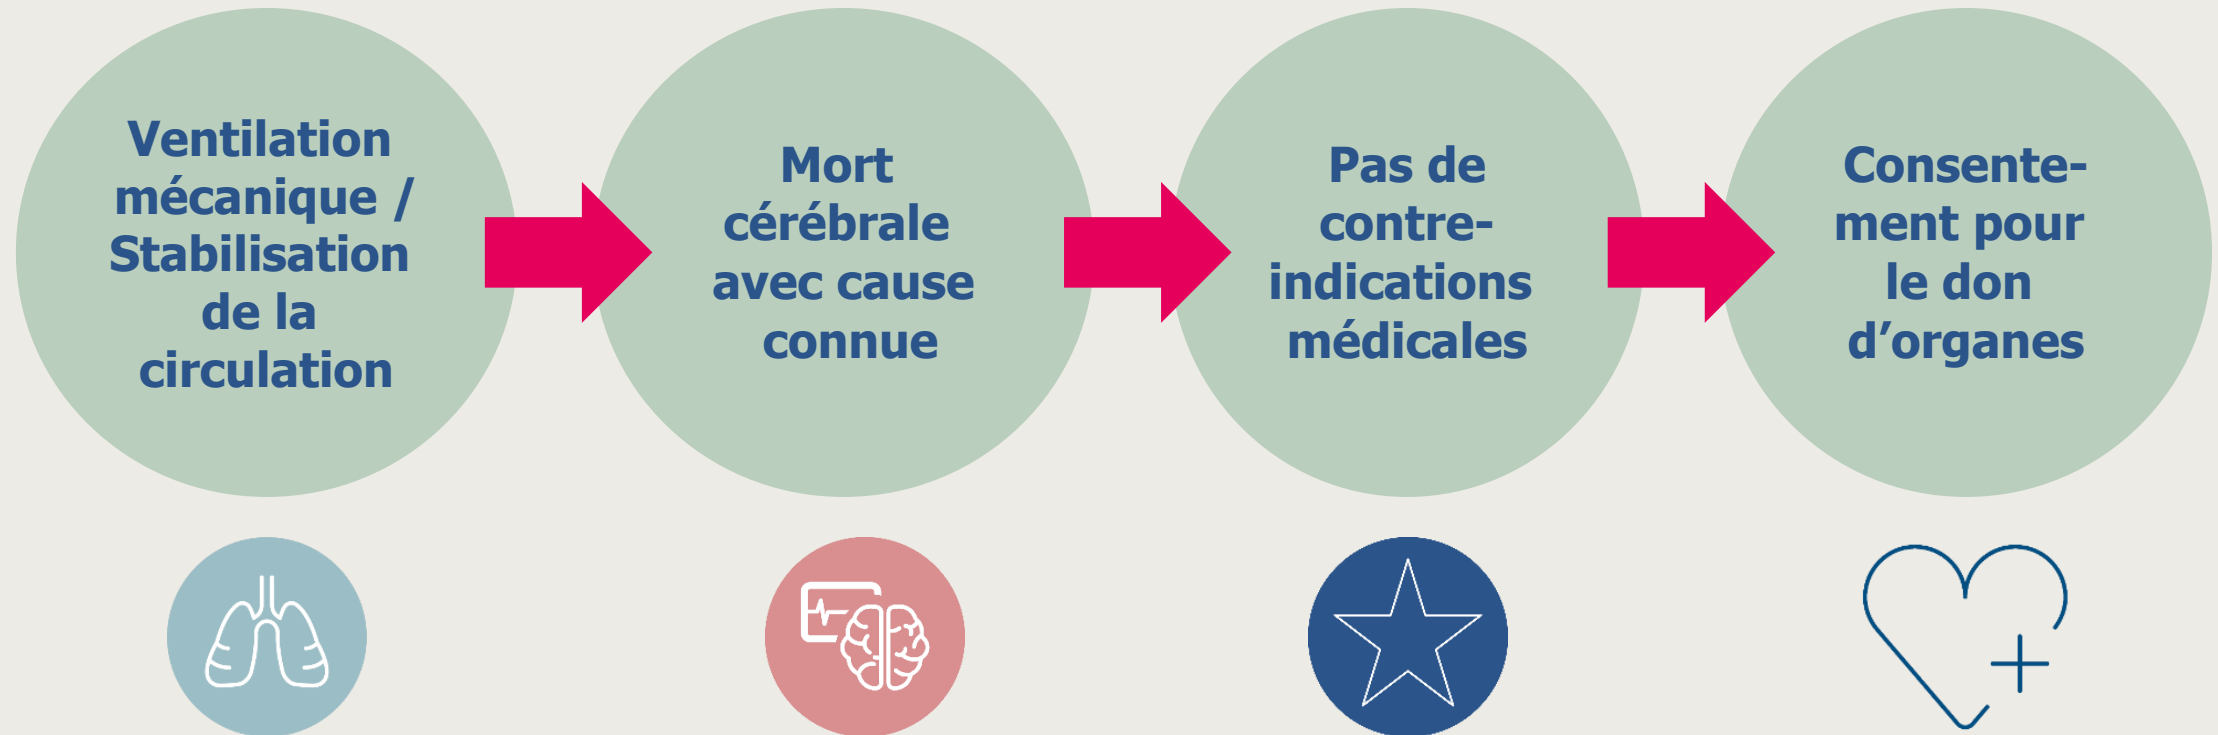 Ventilation
mécanique /
Stabilisation
de la
circulation
Mort
cérébrale
avec cause
connue
Pas de
contre-
indications
médicales
Consente-
ment pour
le don
d’organes